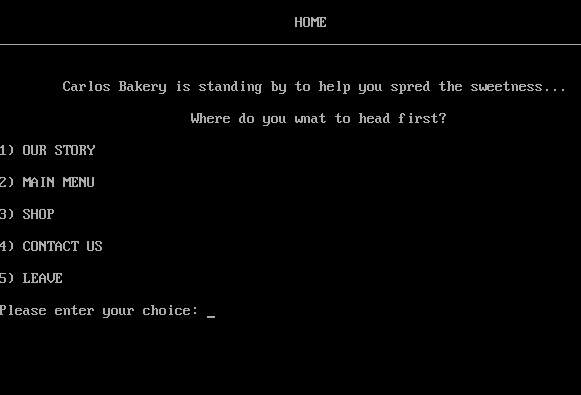 HOME
Carlos Bakery is standing by to help you spred the sweetness...
Where do you wnat to head first?
1) OUR STORY
2) MAIN MENU
3) SHOP
4) CONTACT US
5) LEAVE
Please enter your choice: _